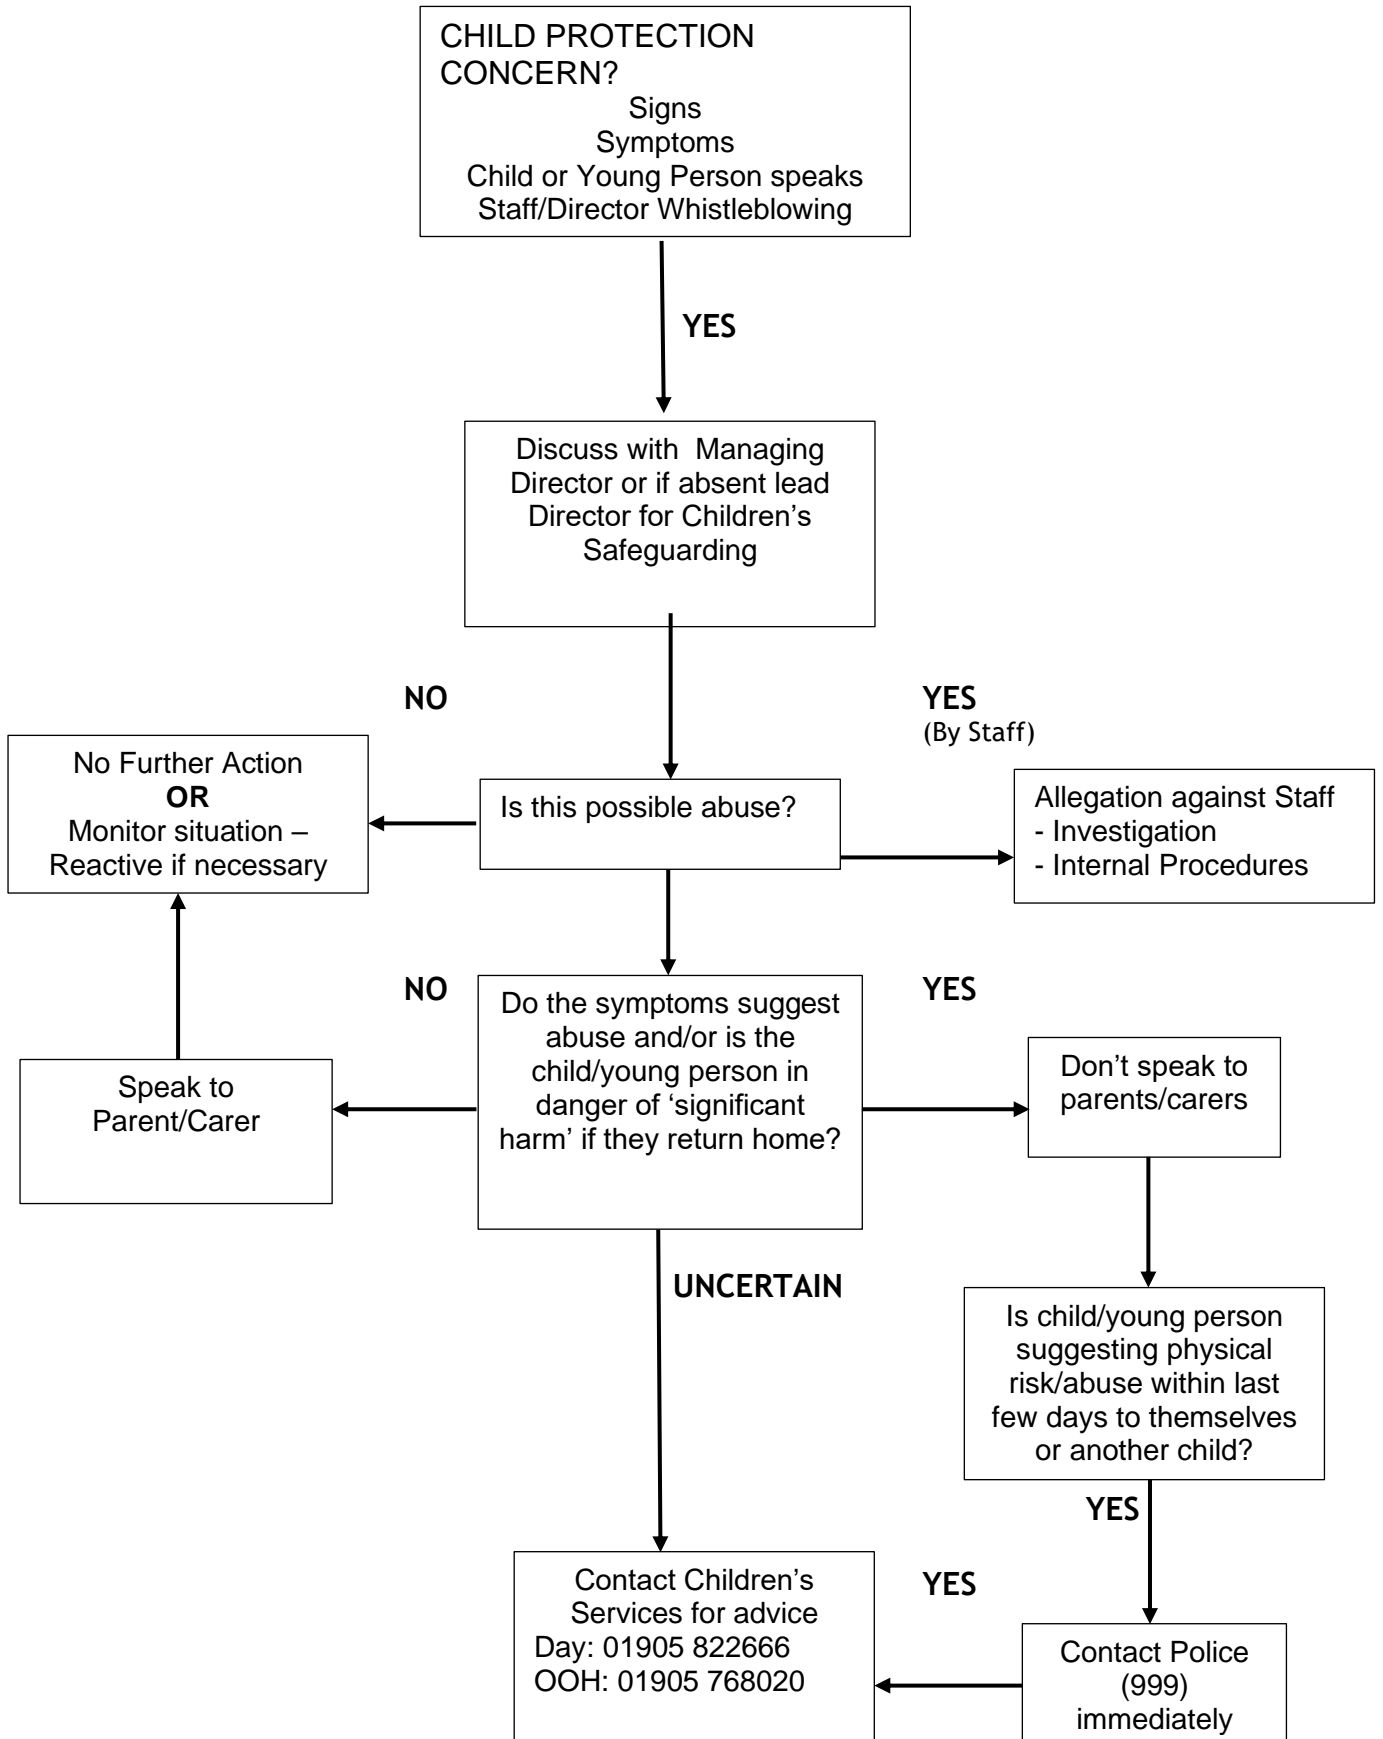 CHILD PROTECTION
CONCERN?
Signs
Symptoms
Child or Young Person speaks
Staff/Director Whistleblowing
YES
Discuss with  Managing
Director or if absent lead
Director for Children’s
Safeguarding
NO
YES
(By Staff)
No Further Action
OR
Monitor situation –
Reactive if necessary
Is this possible abuse?
Allegation against Staff
- Investigation
- Internal Procedures
NO
YES
Do the symptoms suggest
abuse and/or is the
child/young person in
danger of ‘significant
harm’ if they return home?
Speak to
Parent/Carer
Don’t speak to
parents/carers
UNCERTAIN
Is child/young person
suggesting physical
risk/abuse within last
few days to themselves
or another child?
YES
Contact Children’s
Services for advice
Day: 01905 822666
OOH: 01905 768020
YES
Contact Police
(999)
immediately